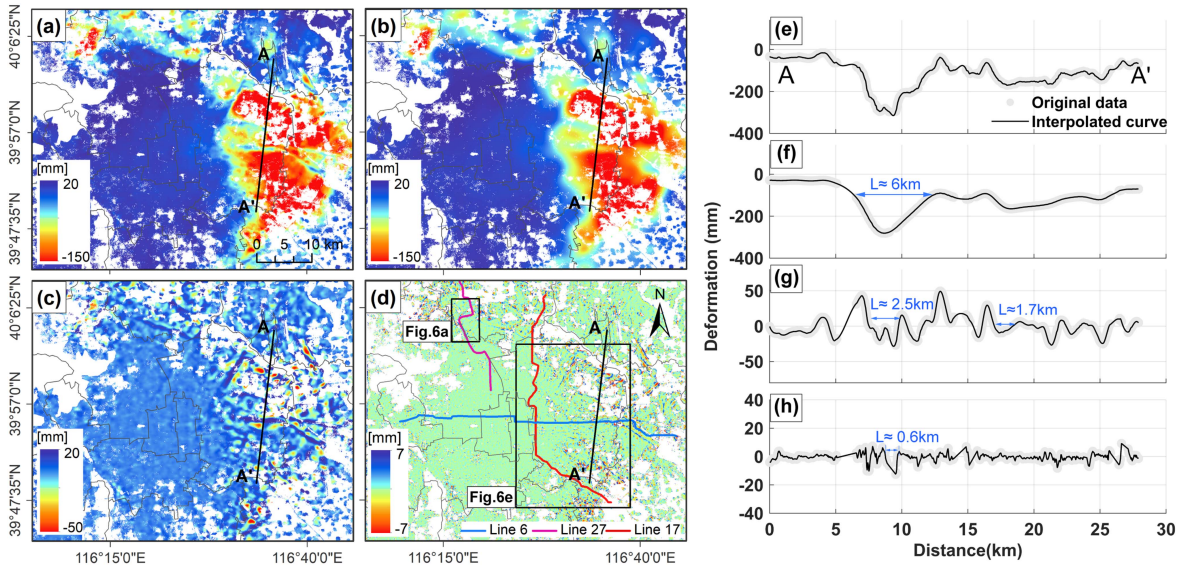 (a)
40°6'25"N
39°57'0"N
39°47'35"N
A
A'
[mm]
20
-150
0 5 10 km
(b)
A
A'
[mm]
20
-150
(c)
40°6'25"N
39°57'0"N
39°47'35"N
A
A'
[mm]
20
-50
116°15'0"E
116°40'0"E
(d)
N
Fig.6a
A
A'
Fig.6e
[mm]
7
-7
Line 6
Line 27
Line 17
116°15'0"E
116°40'0"E
Deformation (mm)
(e)
0
-200
-400
A
A'
Original data
Interpolated curve
(f)
0
-200
-400
L≈ 6km
(g)
50
0
-50
L≈ 2.5km
L≈1.7km
(h)
40
20
0
-20
-40
L≈ 0.6km
0 5 10 15 20 25 30
Distance(km)